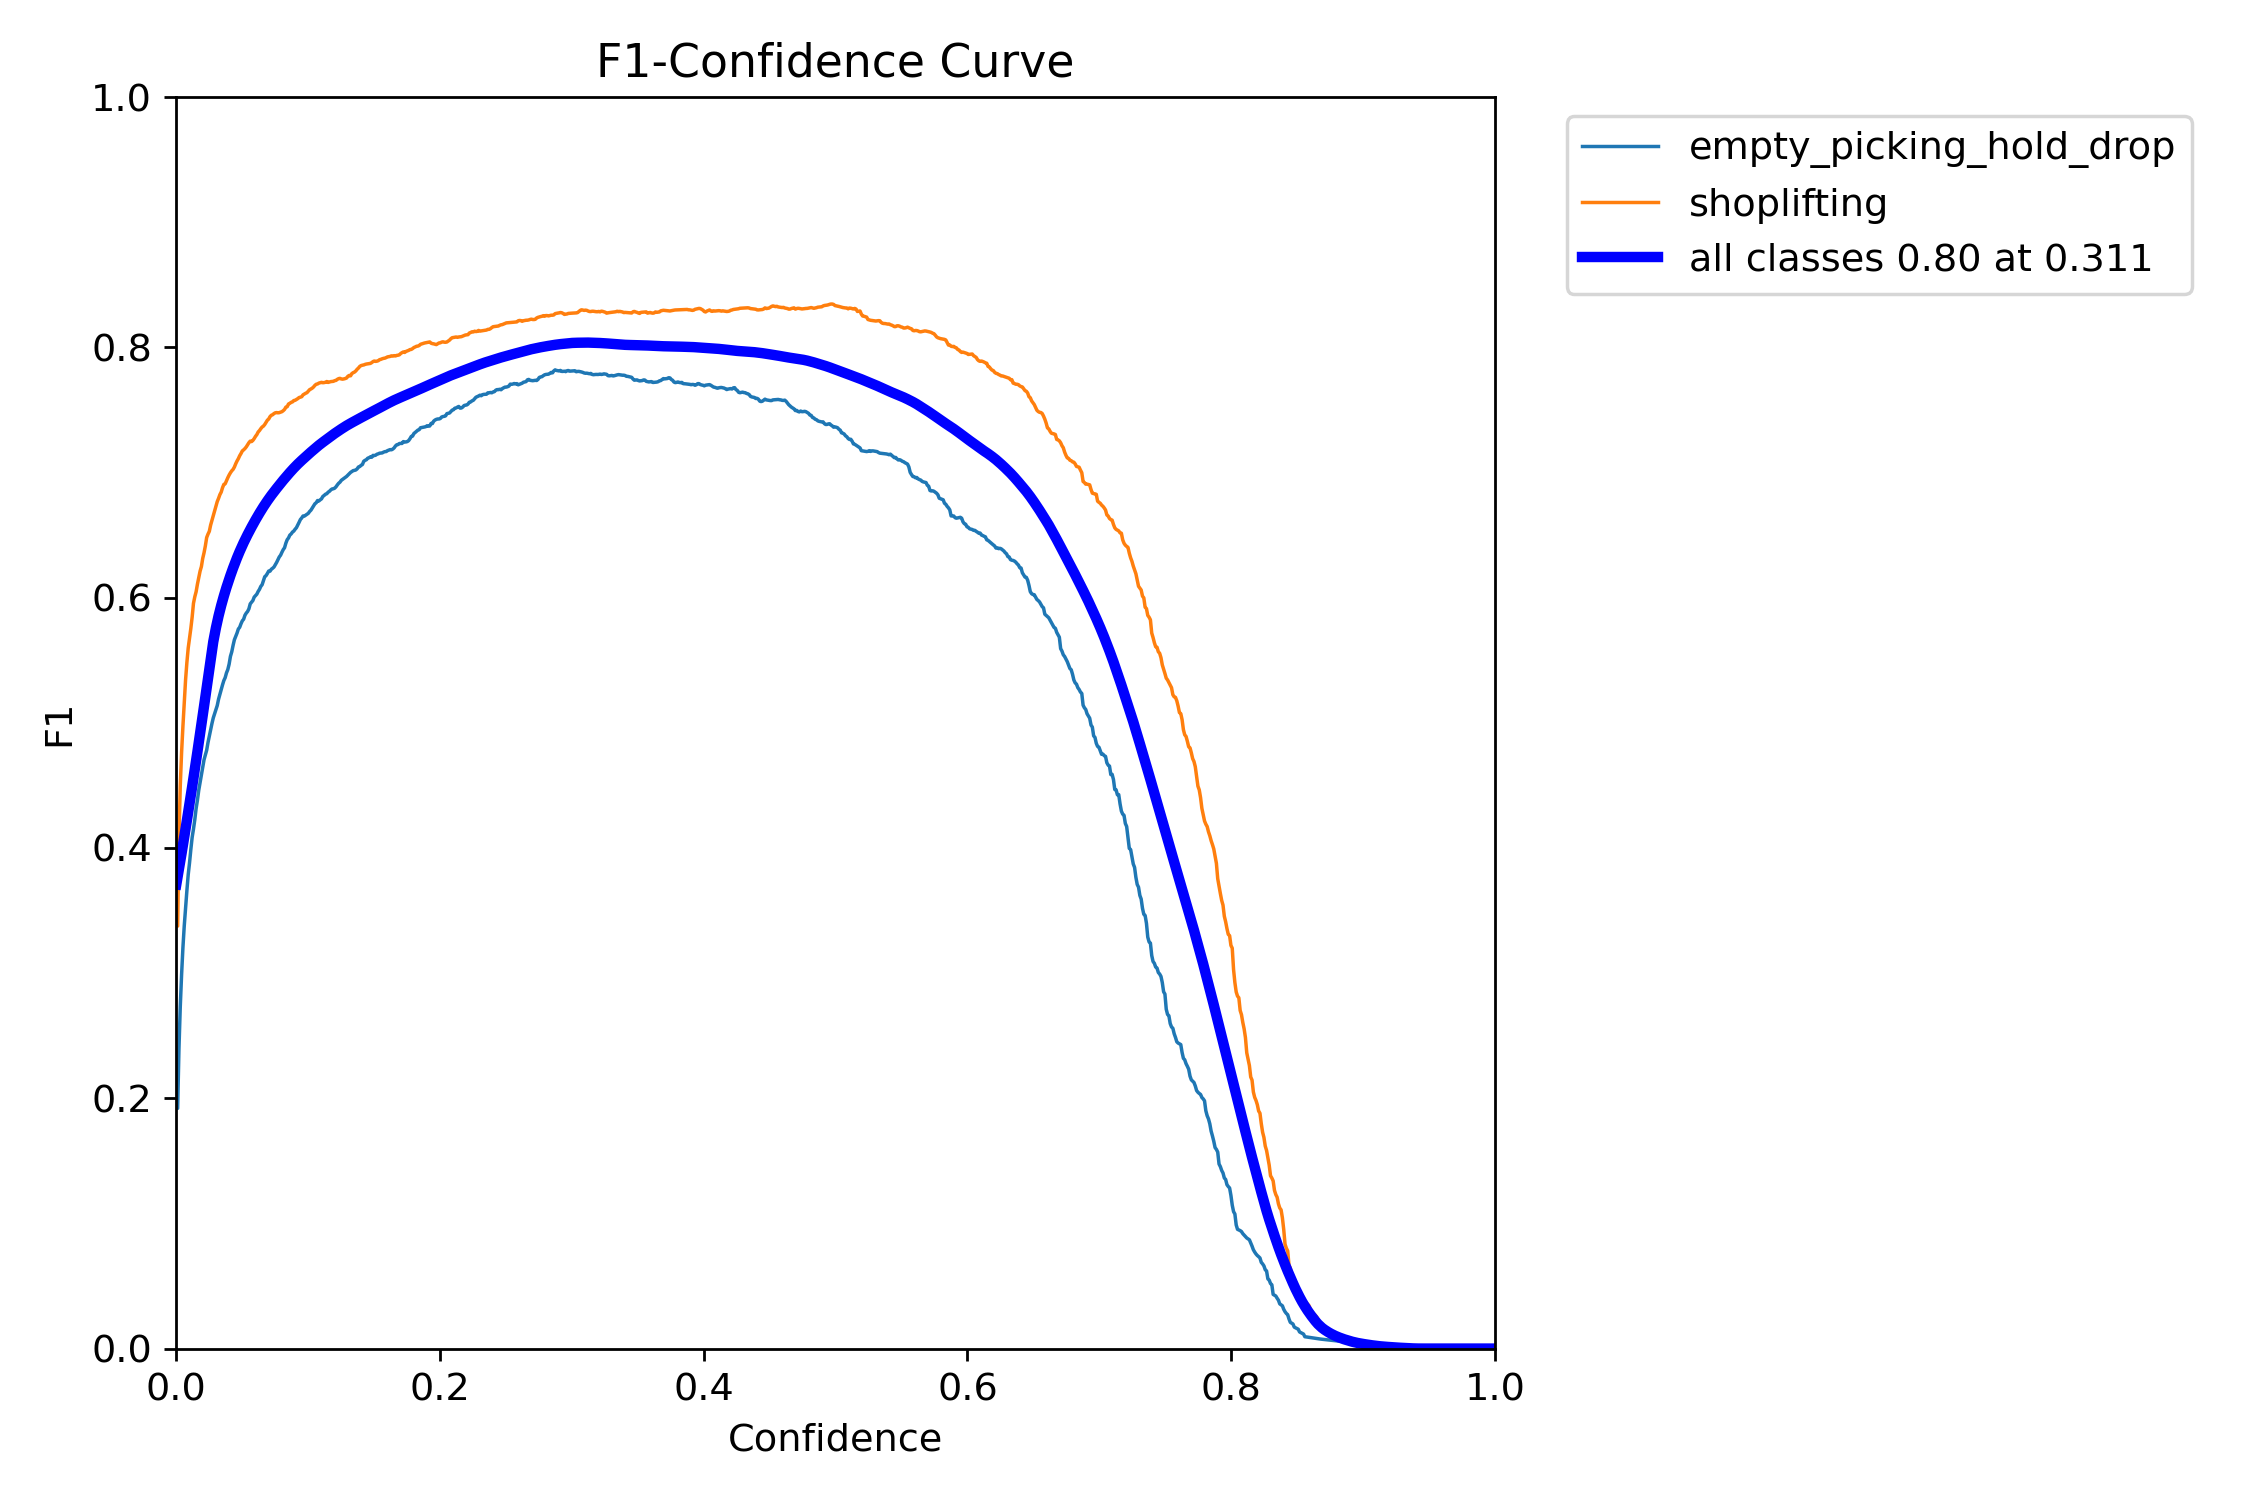 F1-Confidence Curve
1.0
0.8
0.6
0.4
0.2
0.0
F1
0.0 0.2 0.4 0.6 0.8 1.0
Confidence
empty_picking_hold_drop
shoplifting
all classes 0.80 at 0.311